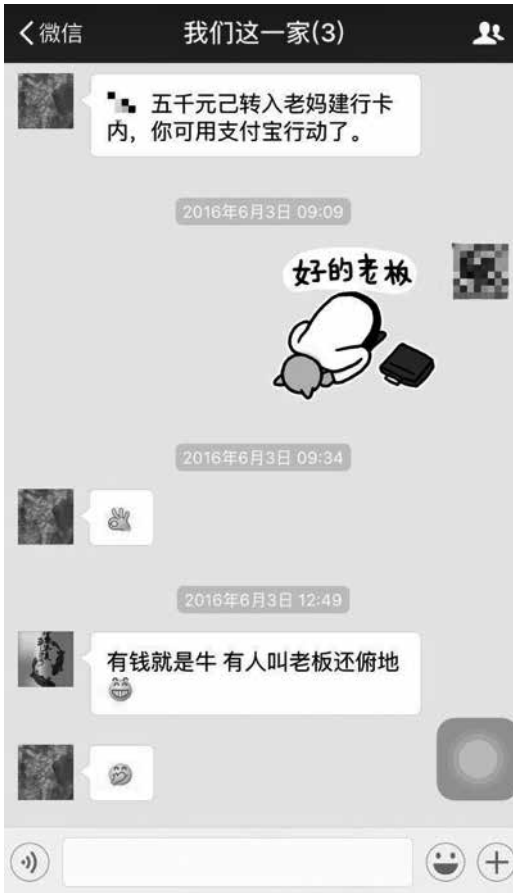 微信
我们这一家(3)
五千元己转入老妈建行卡
内，你可用支付宝行动了。
2016年6月3日 09:09
好的老板
2016年6月3日 09:34
2016年6月3日 12:49
有钱就是牛 有人叫老板还俯地